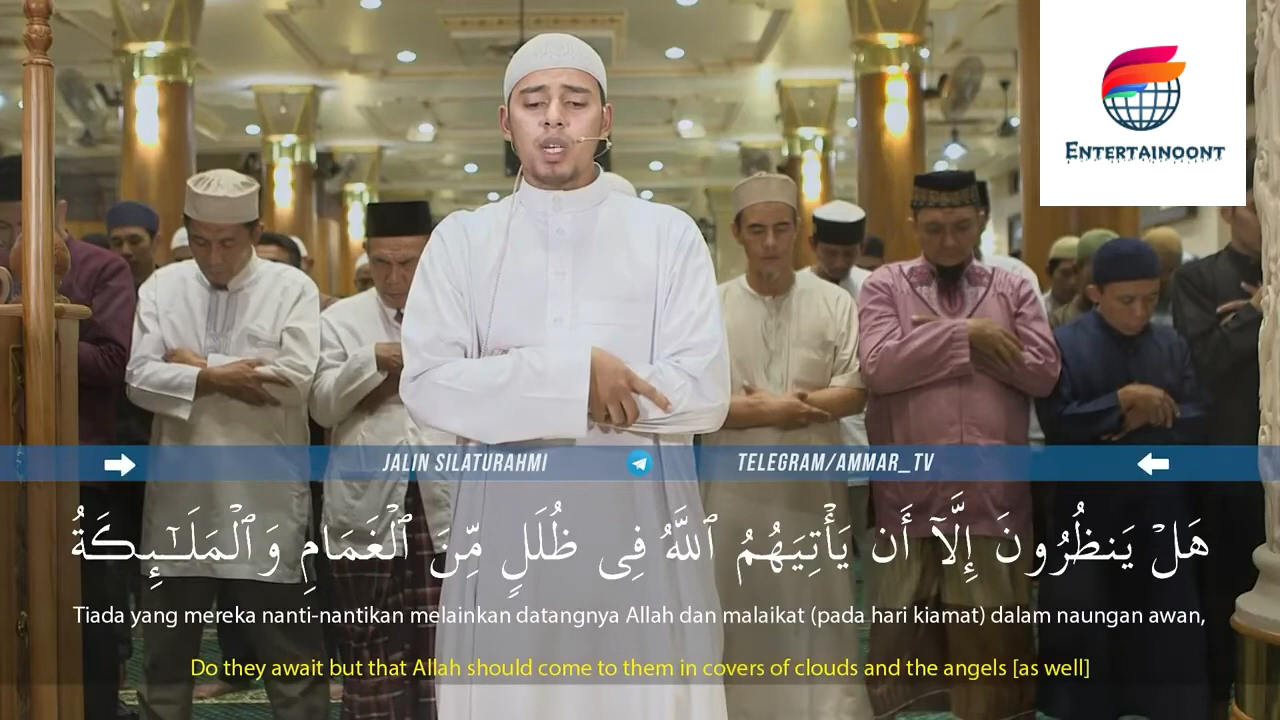 ENTERTAINOONT
JALIN SILATURAHMI TELEGRAM/AMMAR_TV
هَلْ يَنظُرُونَ إِلَّآ أَن يَأْتِيَهُمُ ٱللَّهُ فِى ظُلَلٍ مِّنَ ٱلْغَمَامِ وَٱلْمَلَـٰٓئِكَةُ
Tiada yang mereka nanti-nantikan melainkan datangnya Allah dan malaikat (pada hari kiamat) dalam naungan awan,
Do they await but that Allah should come to them in covers of clouds and the angels [as well]